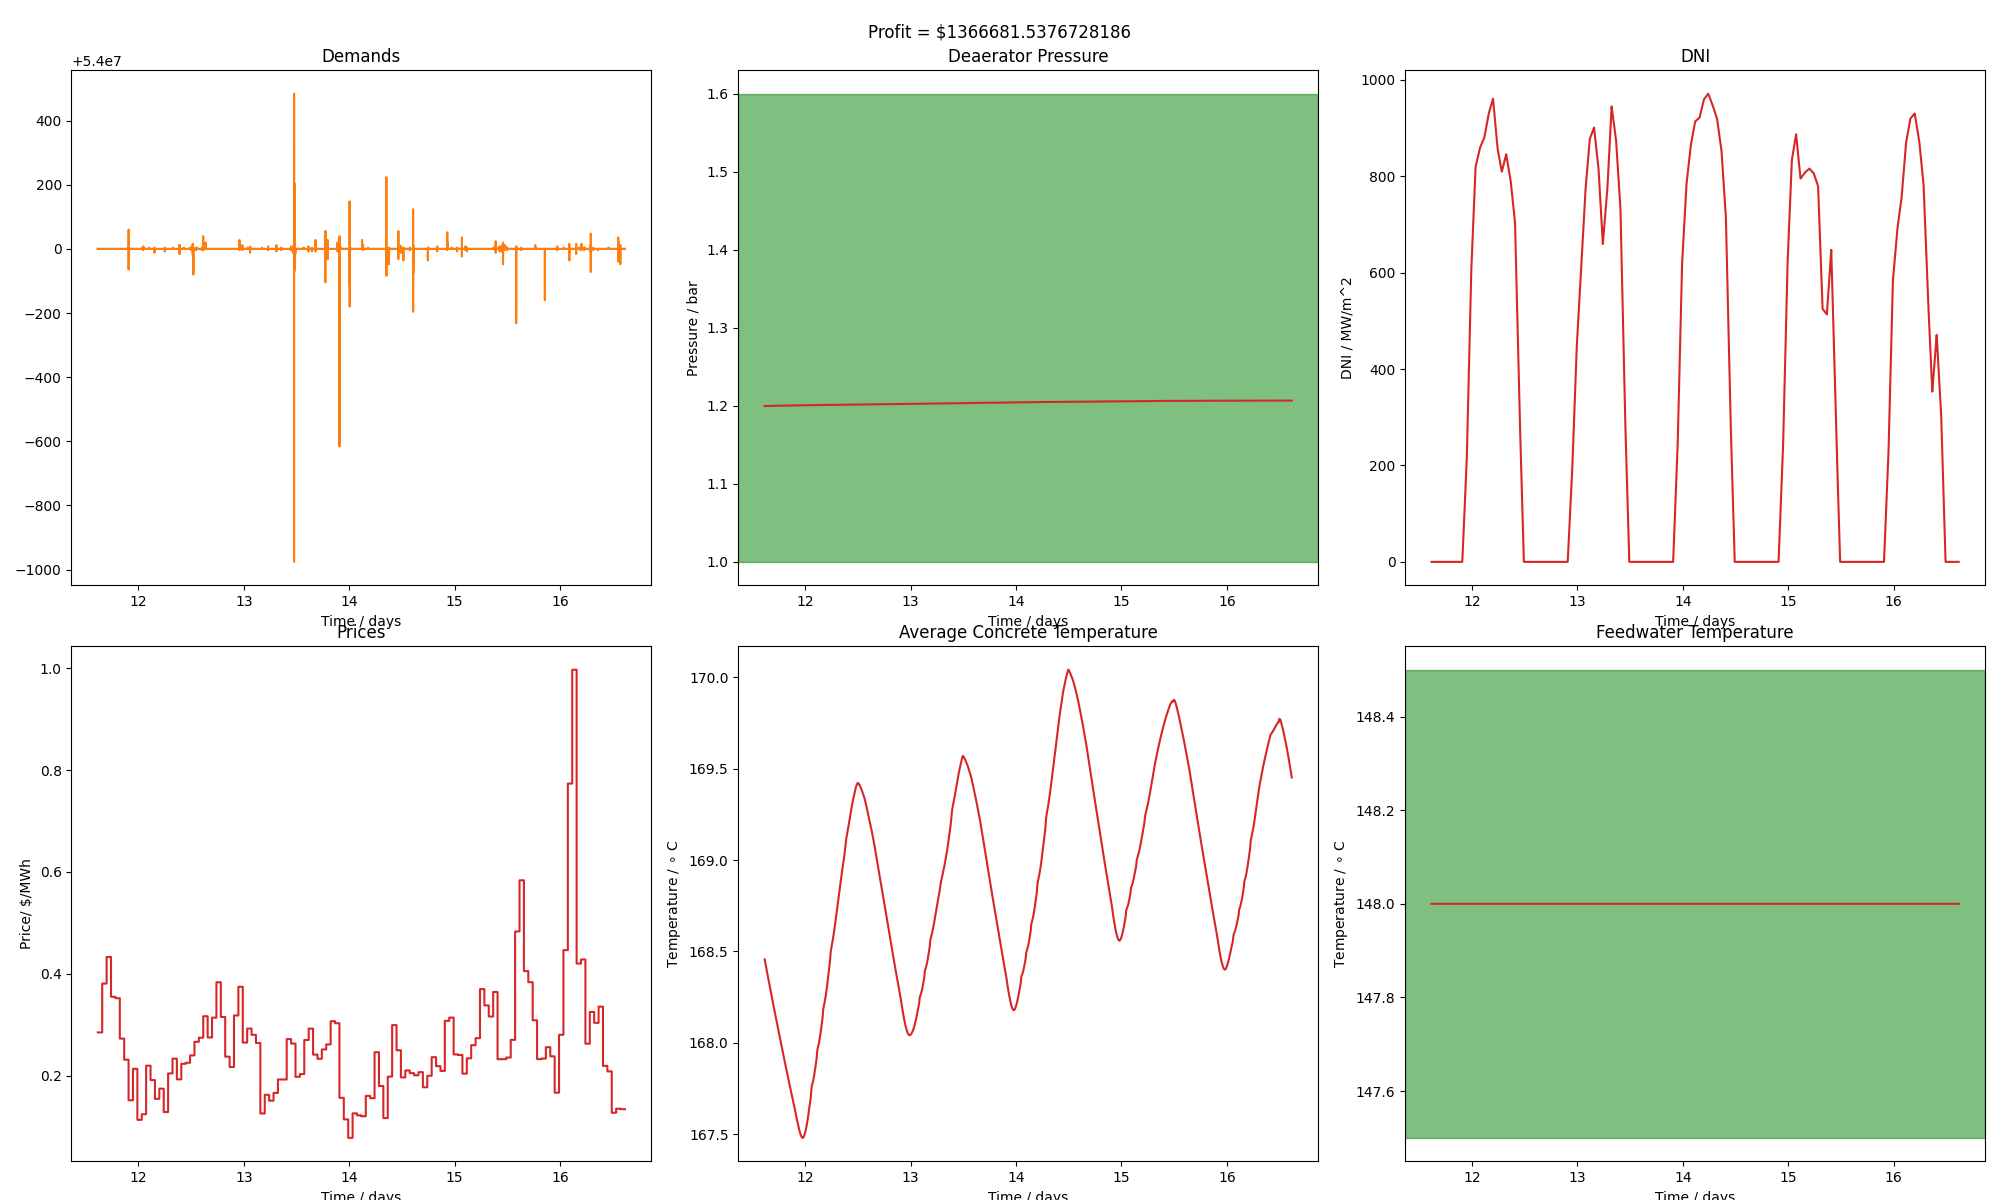 Profit = $1366681.5376728186
Demands
+5.4e7
400
200
0
−200
−400
−600
−800
−1000
12 13 14 15 16
Time / days
Deaerator Pressure
Pressure / bar
1.6
1.5
1.4
1.3
1.2
1.1
1.0
12 13 14 15 16
Time / days
DNI
DNI / MW/m^2
1000
800
600
400
200
0
12 13 14 15 16
Time / days
Prices
Price/ $/MWh
1.0
0.8
0.6
0.4
0.2
12 13 14 15 16
Time / days
Average Concrete Temperature
Temperature / ∘ C
170.0
169.5
169.0
168.5
168.0
167.5
12 13 14 15 16
Time / days
Feedwater Temperature
Temperature / ∘ C
148.4
148.2
148.0
147.8
147.6
12 13 14 15 16
Time / days